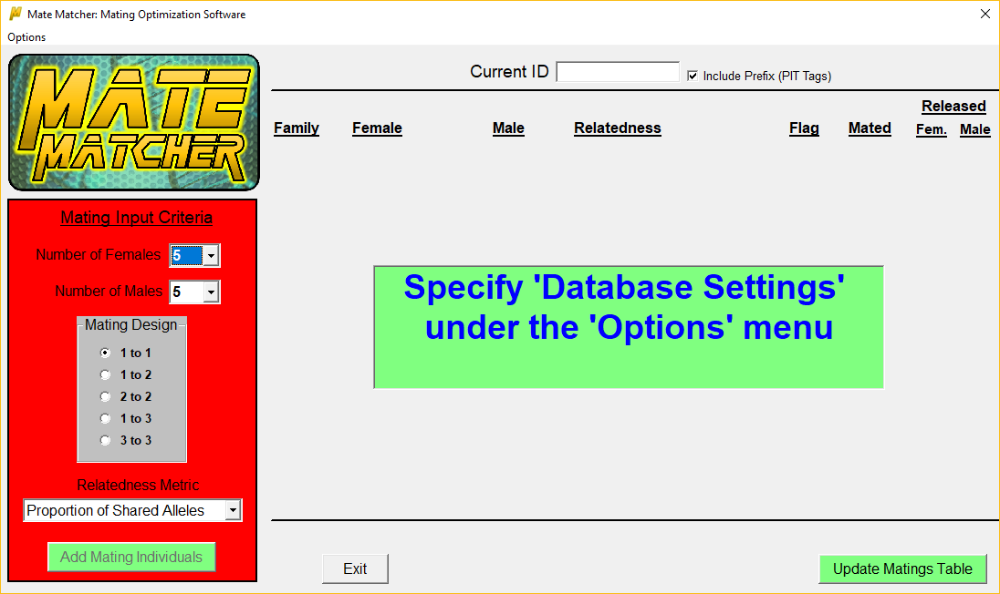 Mate Matcher: Mating Optimization Software
Options
MATE
MATCHER
Current ID
Include Prefix (PIT Tags)
Released
Family Female Male Relatedness Flag Mated Fem. Male
Mating Input Criteria
Number of Females 5
Number of Males 5
Mating Design
1 to 1
1 to 2
2 to 2
1 to 3
3 to 3
Relatedness Metric
Proportion of Shared Alleles
Add Mating Individuals
Specify 'Database Settings'
under the 'Options' menu
Exit
Update Matings Table